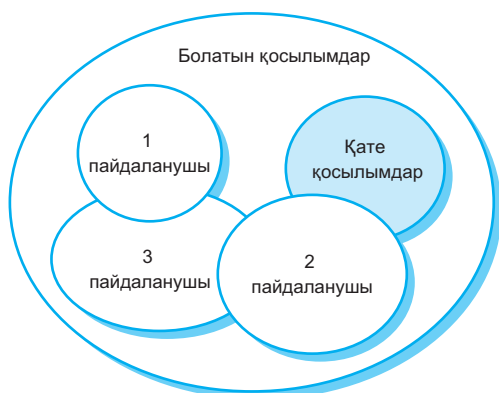 Болатын қосылымдар
1
пайдаланушы
Қате
қосылымдар
3
пайдаланушы
2
пайдаланушы